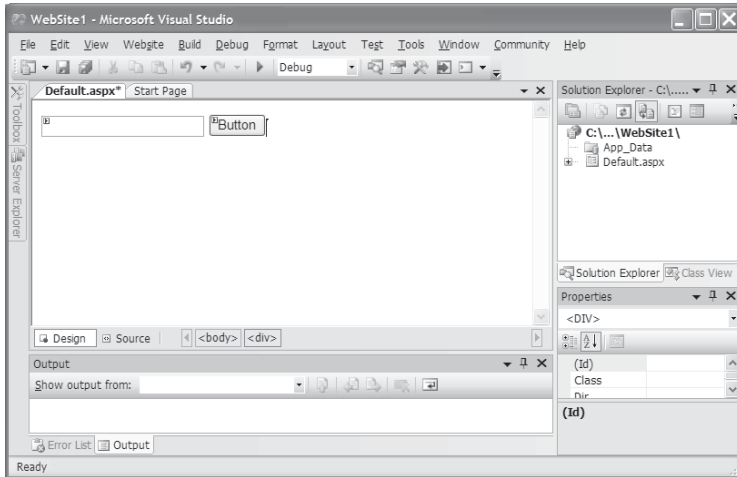 WebSite1 - Microsoft Visual Studio
File Edit View Website Build Debug Format Layout Test Tools Window Community Help
Debug
Toolbox
Server Explorer
Default.aspx* Start Page
Button
Design Source <body> <div>
Output
Show output from:
Error List Output
Solution Explorer - C:\.....
C:\...\WebSite1\
App_Data
Default.aspx
Solution Explorer Class View
Properties
<DIV>
(Id)
Class
Dir
(Id)
Ready